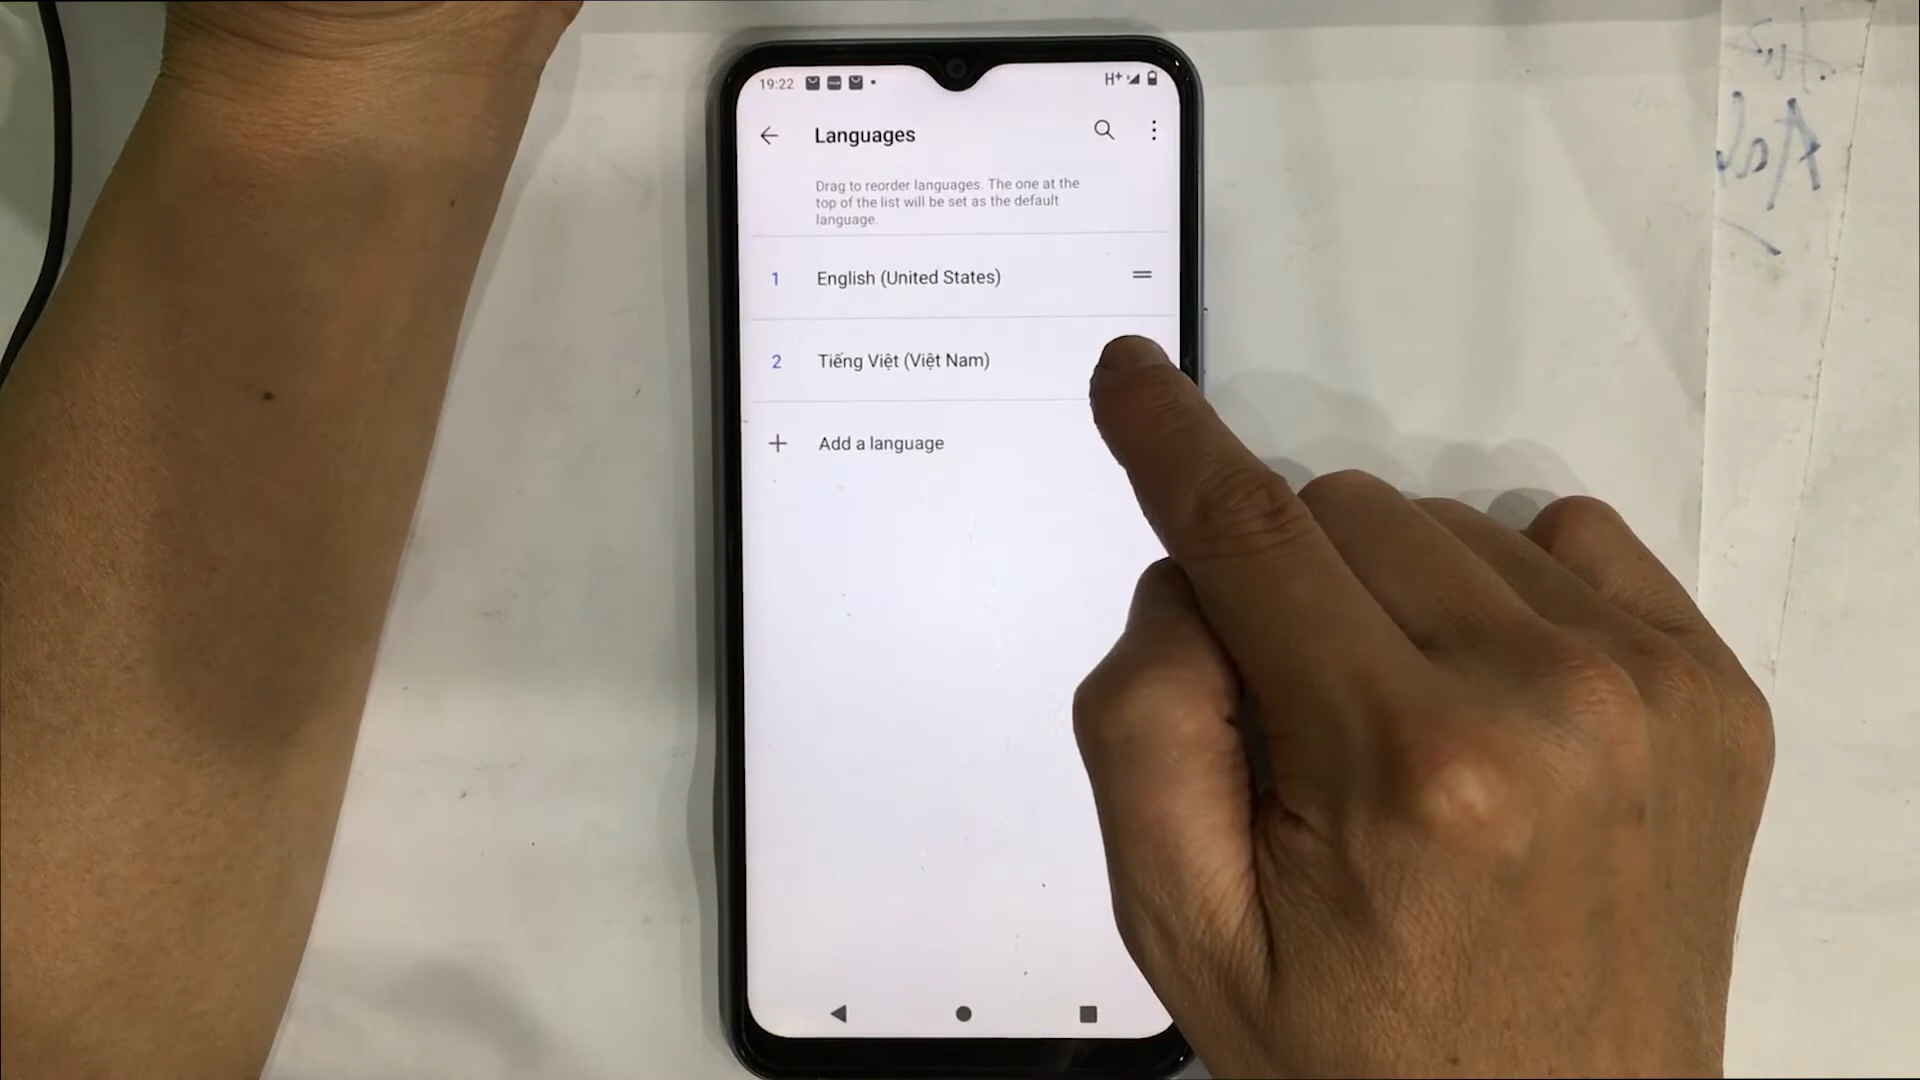 19:22
H+
Languages
Drag to reorder languages. The one at the
top of the list will be set as the default
language.
1 English (United States)
2 Tiếng Việt (Việt Nam)
+ Add a language